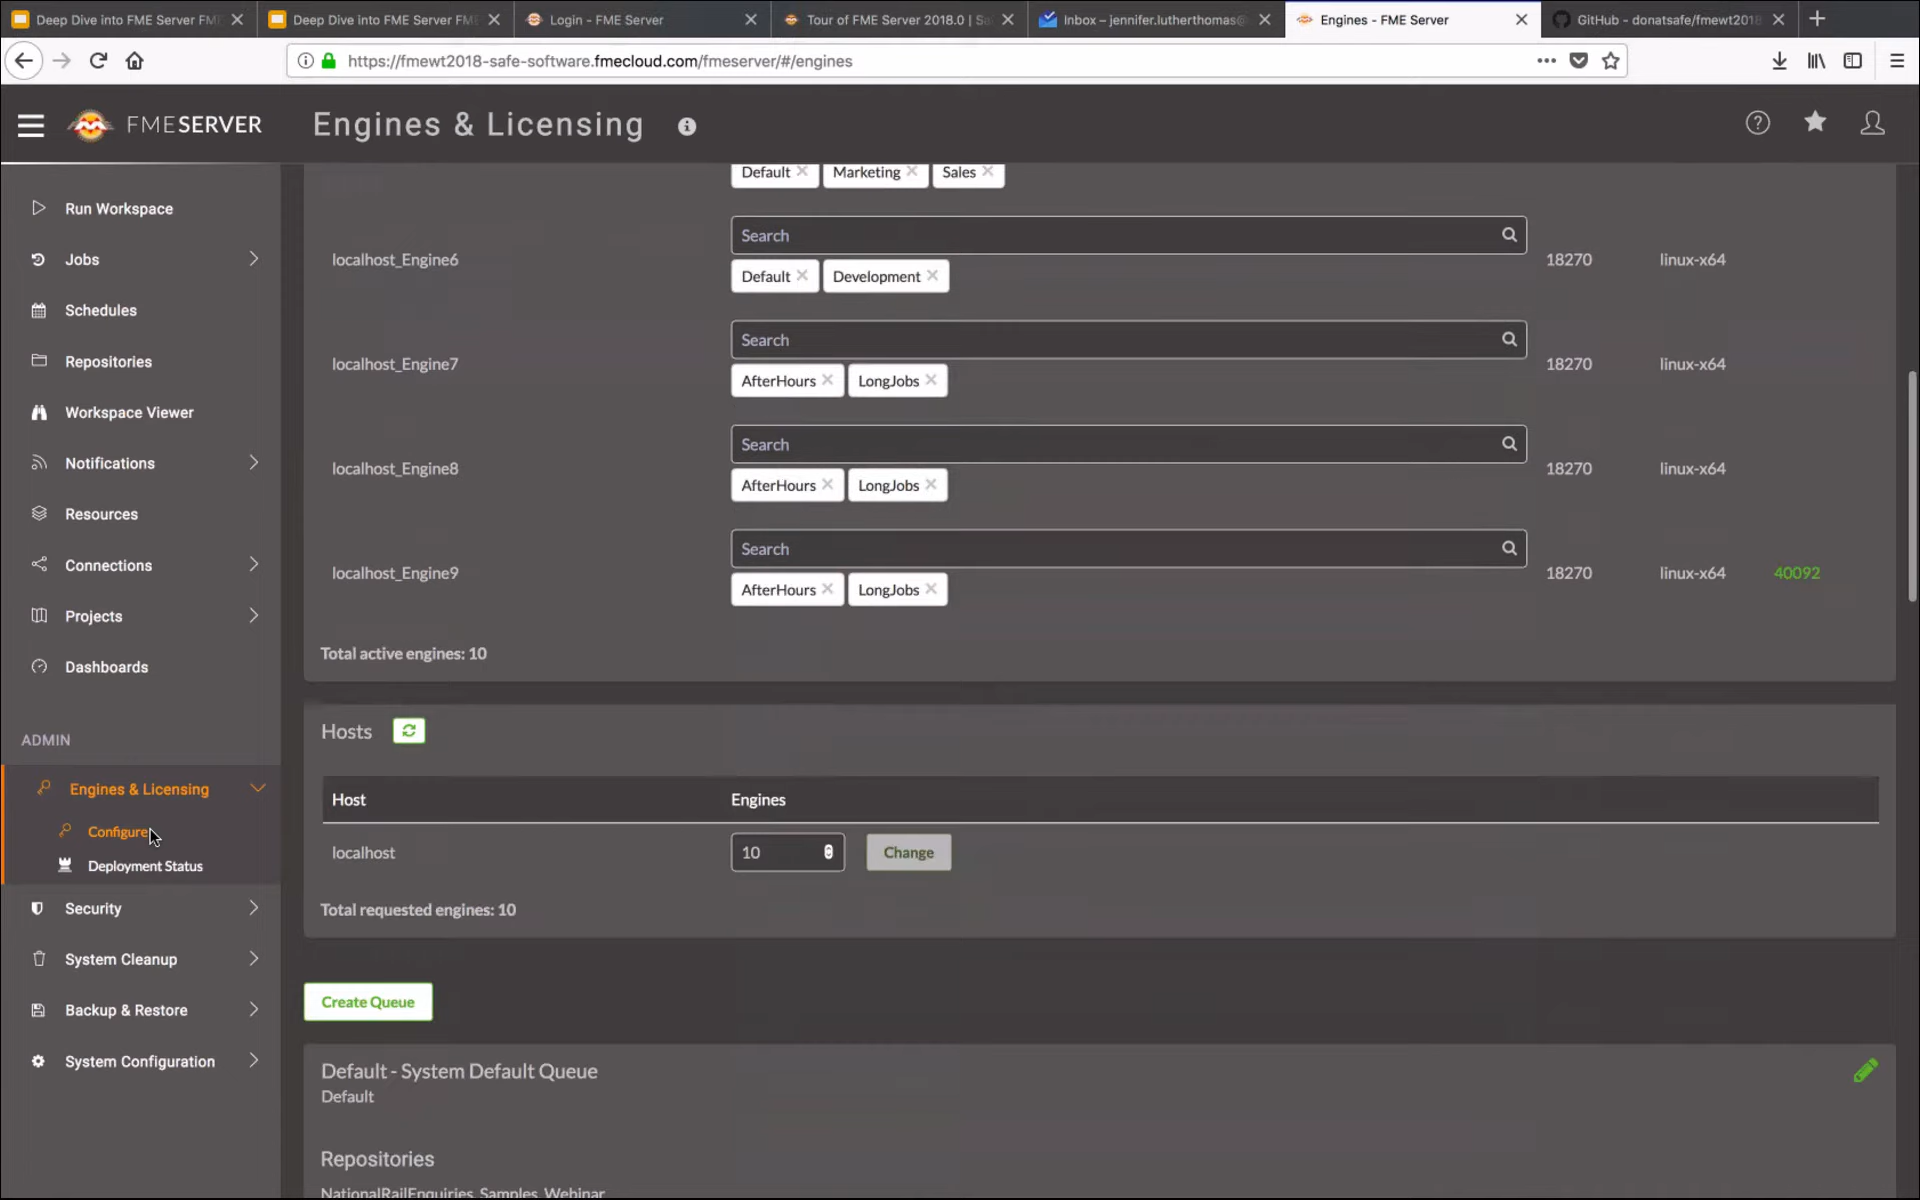 Deep Dive into FME Server FM
Deep Dive into FME Server FM
Login - FME Server
Tour of FME Server 2018.0 | Sa
Inbox – jennifer.lutherthomas@
Engines - FME Server
GitHub - donatsafe/fmewt2018
https://fmewt2018-safe-software.fmecloud.com/fmeserver/#/engines
FMESERVER
Engines & Licensing
Run Workspace
Jobs
Schedules
Repositories
Workspace Viewer
Notifications
Resources
Connections
Projects
Dashboards
ADMIN
Engines & Licensing
Configure
Deployment Status
Security
System Cleanup
Backup & Restore
System Configuration
Default Marketing Sales
localhost_Engine6 Search 18270 linux-x64
Default Development
localhost_Engine7 Search 18270 linux-x64
AfterHours LongJobs
localhost_Engine8 Search 18270 linux-x64
AfterHours LongJobs
localhost_Engine9 Search 18270 linux-x64 40092
AfterHours LongJobs
Total active engines: 10
Hosts
Host Engines
localhost 10 Change
Total requested engines: 10
Create Queue
Default - System Default Queue
Default
Repositories
NationalRailEnquiries, Samples, Webinar